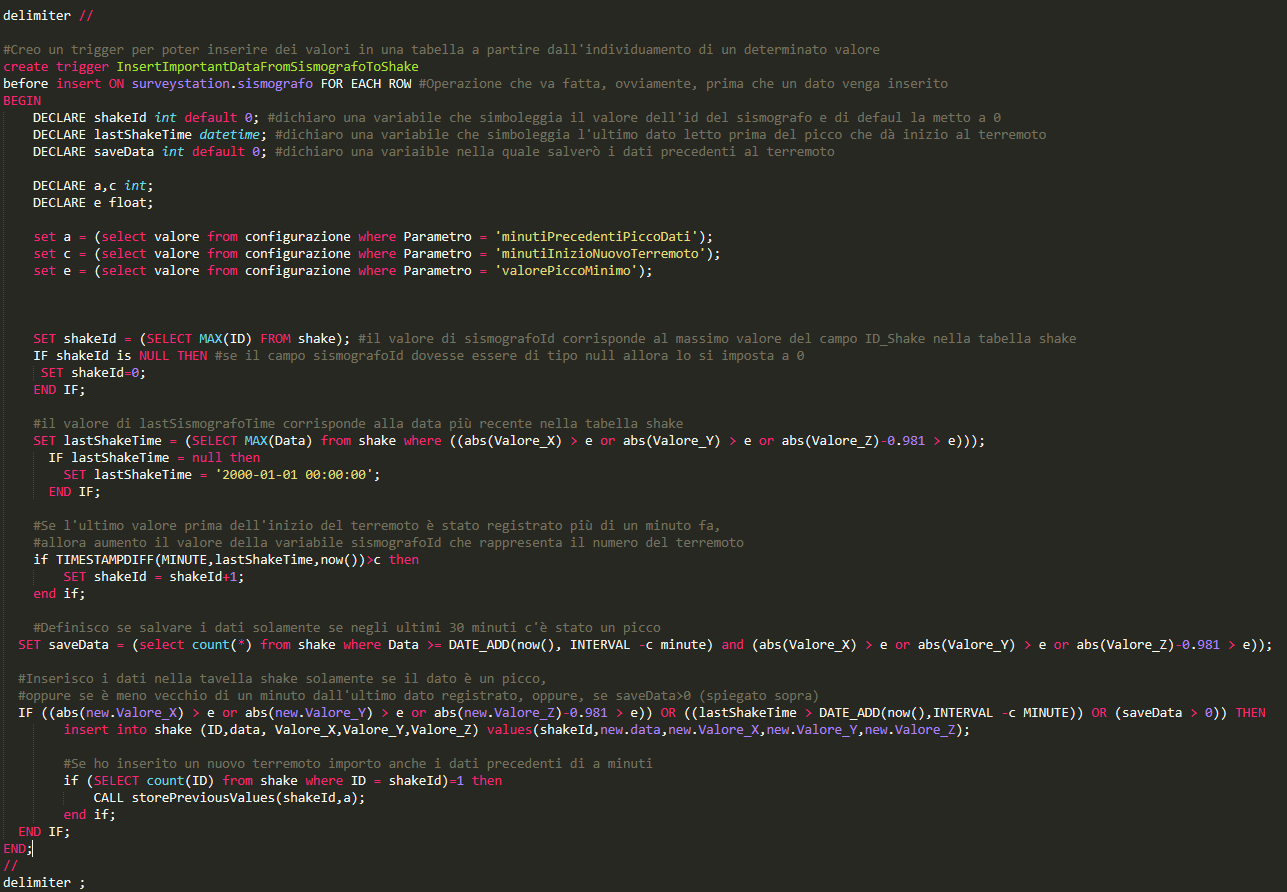 delimiter //
#Creo un trigger per poter inserire dei valori in una tabella a partire dall'individuamento di un determinato valore
create trigger InsertImportantDataFromSismografoToShake
before insert ON surveystation.sismografo FOR EACH ROW #Operazione che va fatta, ovviamente, prima che un dato venga inserito
BEGIN
DECLARE shakeId int default 0; #dichiaro una variabile che simboleggia il valore dell'id del sismografo e di defaul la metto a 0
DECLARE lastShakeTime datetime; #dichiaro una variabile che simboleggia l'ultimo dato letto prima del picco che dà inizio al terremoto
DECLARE saveData int default 0; #dichiaro una variaible nella quale salverò i dati precedenti al terremoto
DECLARE a,c int;
DECLARE e float;
set a = (select valore from configurazione where Parametro = 'minutiPrecedentiPiccoDati');
set c = (select valore from configurazione where Parametro = 'minutiInizioNuovoTerremoto');
set e = (select valore from configurazione where Parametro = 'valorePiccoMinimo');
SET shakeId = (SELECT MAX(ID) FROM shake); #il valore di sismografoId corrisponde al massimo valore del campo ID_Shake nella tabella shake
IF shakeId is NULL THEN #se il campo sismografoId dovesse essere di tipo null allora lo si imposta a 0
SET shakeId=0;
END IF;
#il valore di lastSismografoTime corrisponde alla data più recente nella tabella shake
SET lastShakeTime = (SELECT MAX(Data) from shake where ((abs(Valore_X) > e or abs(Valore_Y) > e or abs(Valore_Z)-0.981 > e)));
IF lastShakeTime = null then
SET lastShakeTime = '2000-01-01 00:00:00';
END IF;
#Se l'ultimo valore prima dell'inizio del terremoto è stato registrato più di un minuto fa,
#allora aumento il valore della variabile sismografoId che rappresenta il numero del terremoto
if TIMESTAMPDIFF(MINUTE,lastShakeTime,now())>c then
SET shakeId = shakeId+1;
end if;
#Definisco se salvare i dati solamente se negli ultimi 30 minuti c'è stato un picco
SET saveData = (select count(*) from shake where Data >= DATE_ADD(now(), INTERVAL -c minute) and (abs(Valore_X) > e or abs(Valore_Y) > e or abs(Valore_Z)-0.981 > e));
#Inserisco i dati nella tavella shake solamente se il dato è un picco,
#oppure se è meno vecchio di un minuto dall'ultimo dato registrato, oppure, se saveData>0 (spiegato sopra)
IF ((abs(new.Valore_X) > e or abs(new.Valore_Y) > e or abs(new.Valore_Z)-0.981 > e)) OR ((lastShakeTime > DATE_ADD(now(),INTERVAL -c MINUTE)) OR (saveData > 0)) THEN
insert into shake (ID,data, Valore_X,Valore_Y,Valore_Z) values(shakeId,new.data,new.Valore_X,new.Valore_Y,new.Valore_Z);
#Se ho inserito un nuovo terremoto importo anche i dati precedenti di a minuti
if (SELECT count(ID) from shake where ID = shakeId)=1 then
CALL storePreviousValues(shakeId,a);
end if;
END IF;
END;
//
delimiter ;